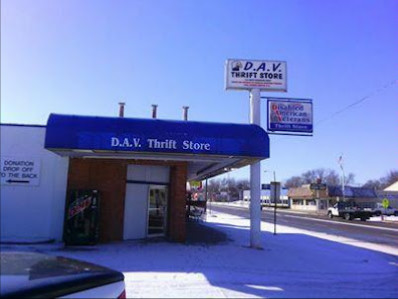 D.A.V.
THRIFT STORE
Disabled
American
Veterans
Thrift Store
D.A.V. Thrift Store
DONATION
DROP OFF
TO THE BACK